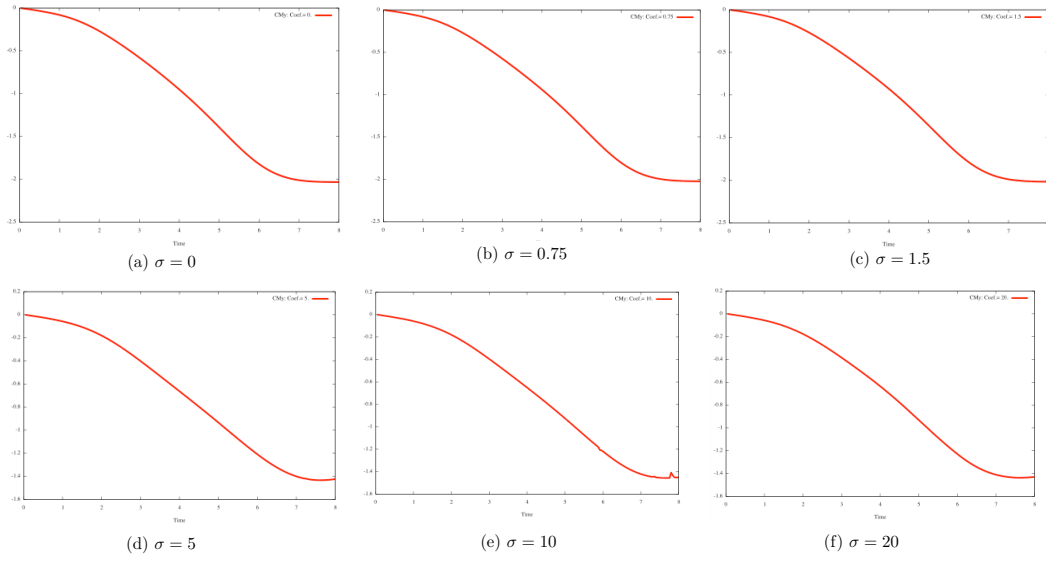 CMy: Coef.= 0.
0
-0.5
-1
-1.5
-2
-2.5
0 1 2 3 4 5 6 7 8
Time
(a) σ = 0
CMy: Coef.= 0.75
0
-0.5
-1
-1.5
-2
-2.5
0 1 2 3 4 5 6 7 8
(b) σ = 0.75
CMy: Coef.= 1.5
0
-0.5
-1
-1.5
-2
-2.5
0 1 2 3 4 5 6 7
Time
(c) σ = 1.5
CMy: Coef.= 5.
0.2
0
-0.2
-0.4
-0.6
-0.8
-1
-1.2
-1.4
-1.6
0 1 2 3 4 5 6 7 8
Time
(d) σ = 5
CMy: Coef.= 10.
0.2
0
-0.2
-0.4
-0.6
-0.8
-1
-1.2
-1.4
-1.6
0 1 2 3 4 5 6 7 8
Time
(e) σ = 10
CMy: Coef.= 20.
0.2
0
-0.2
-0.4
-0.6
-0.8
-1
-1.2
-1.4
-1.6
0 1 2 3 4 5 6 7 8
Time
(f) σ = 20